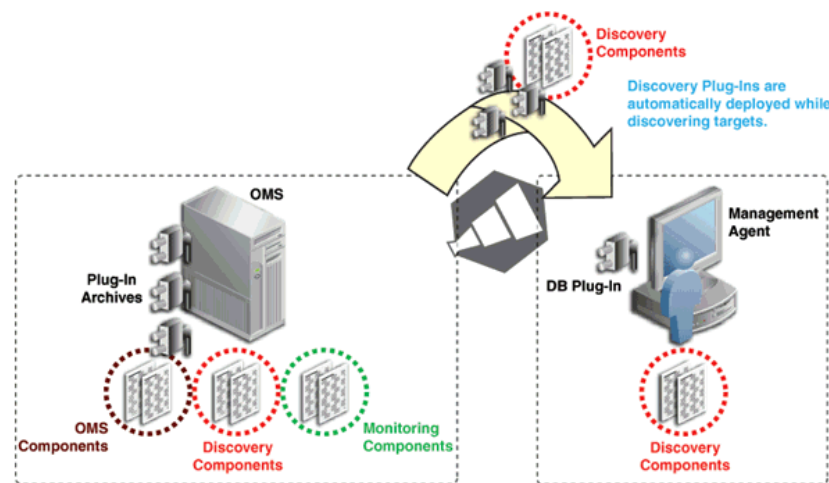 Discovery
Components
Discovery Plug-Ins are
automatically deployed while
discovering targets.
OMS
Plug-In
Archives
OMS
Components
Discovery
Components
Monitoring
Components
Management
Agent
DB Plug-In
Discovery
Components